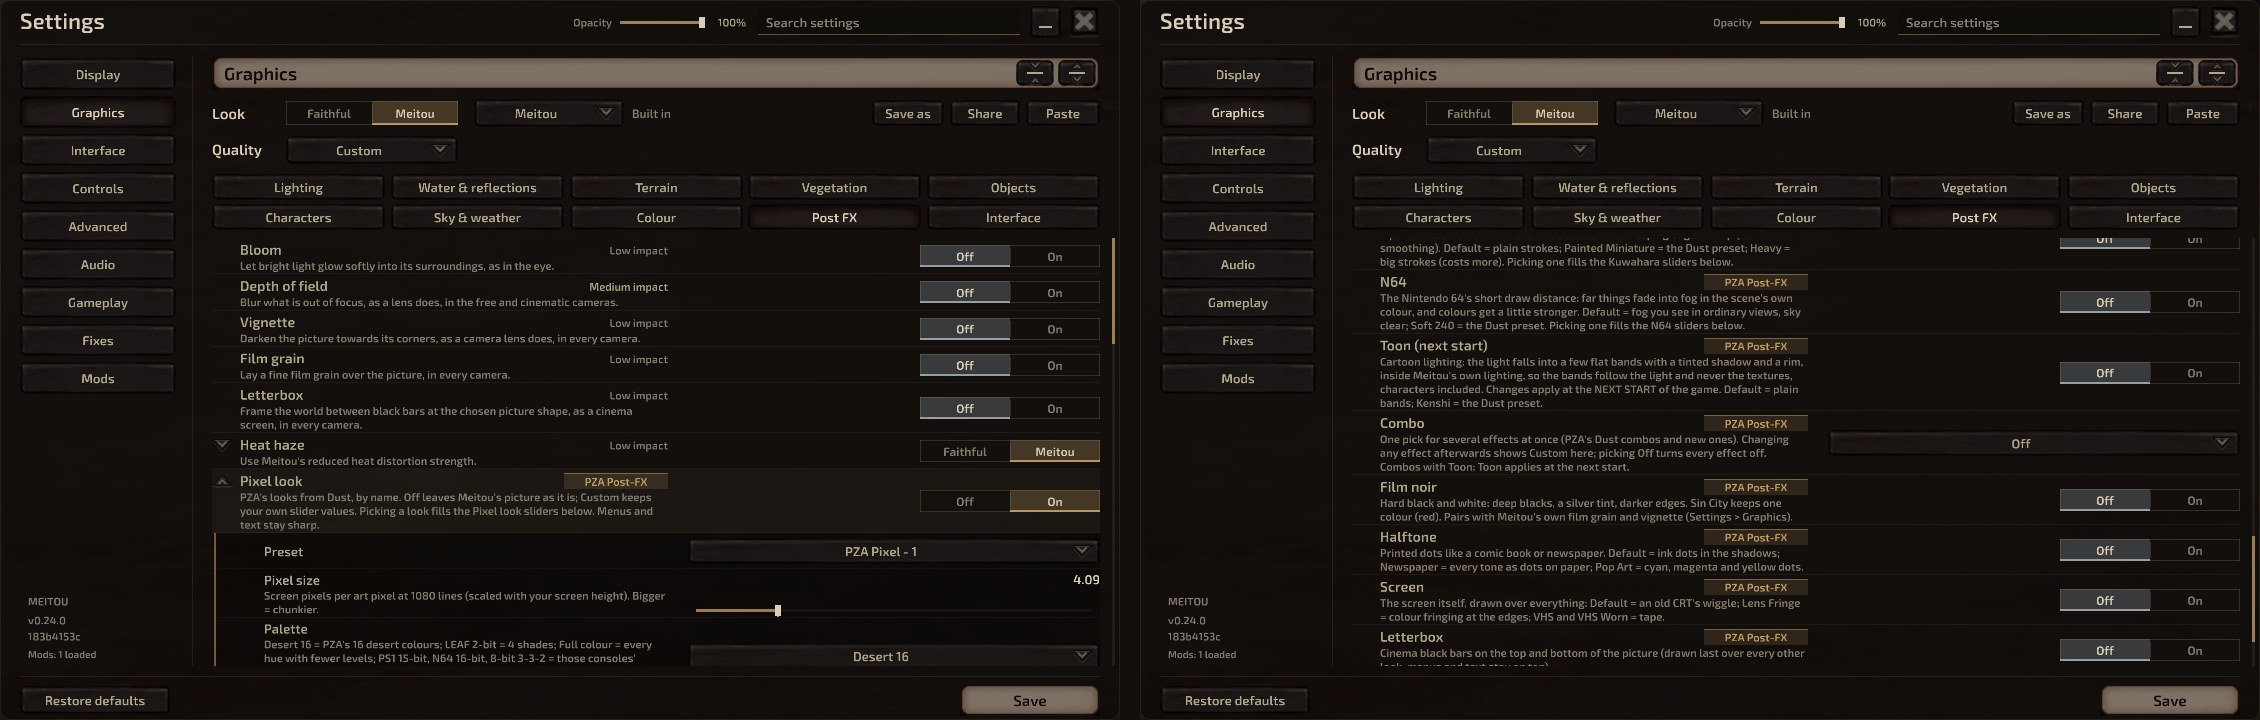 Settings
Opacity 100% Search settings
Display
Graphics
Interface
Controls
Advanced
Audio
Gameplay
Fixes
Mods
MEITOU
v0.24.0
183b4153c
Mods: 1 loaded
Graphics
Look Faithful Meitou Meitou Built in Save as Share Paste
Quality Custom
Lighting Water & reflections Terrain Vegetation Objects
Characters Sky & weather Colour Post FX Interface
Bloom Low impact Off On
Let bright light glow softly into its surroundings, as in the eye.
Depth of field Medium impact Off On
Blur what is out of focus, as a lens does, in the free and cinematic cameras.
Vignette Low impact Off On
Darken the picture towards its corners, as a camera lens does, in every camera.
Film grain Low impact Off On
Lay a fine film grain over the picture, in every camera.
Letterbox Low impact Off On
Frame the world between black bars at the chosen picture shape, as a cinema
screen, in every camera.
Heat haze Low impact Faithful Meitou
Use Meitou's reduced heat distortion strength.
Pixel look PZA Post-FX Off On
PZA's looks from Dust, by name. Off leaves Meitou's picture as it is; Custom keeps
your own slider values. Picking a look fills the Pixel look sliders below. Menus and
text stay sharp.
Preset PZA Pixel - 1
Pixel size 4.09
Screen pixels per art pixel at 1080 lines (scaled with your screen height). Bigger
= chunkier.
Palette Desert 16
Desert 16 = PZA's 16 desert colours; LEAF 2-bit = 4 shades; Full colour = every
hue with fewer levels; PS1 15-bit, N64 16-bit, 8-bit 3-3-2 = those consoles'
Restore defaults Save
Settings
Opacity 100% Search settings
Display
Graphics
Interface
Controls
Advanced
Audio
Gameplay
Fixes
Mods
MEITOU
v0.24.0
183b4153c
Mods: 1 loaded
Graphics
Look Faithful Meitou Meitou Built in Save as Share Paste
Quality Custom
Lighting Water & reflections Terrain Vegetation Objects
Characters Sky & weather Colour Post FX Interface
Off On
smoothing). Default = plain strokes; Painted Miniature = the Dust preset; Heavy =
big strokes (costs more). Picking one fills the Kuwahara sliders below.
N64 PZA Post-FX Off On
The Nintendo 64's short draw distance: far things fade into fog in the scene's own
colour, and colours get a little stronger. Default = fog you see in ordinary views, sky
clear; Soft 240 = the Dust preset. Picking one fills the N64 sliders below.
Toon (next start) PZA Post-FX Off On
Cartoon lighting: the light falls into a few flat bands with a tinted shadow and a rim,
inside Meitou's own lighting, so the bands follow the light and never the textures,
characters included. Changes apply at the NEXT START of the game. Default = plain
bands; Kenshi = the Dust preset.
Combo PZA Post-FX Off
One pick for several effects at once (PZA's Dust combos and new ones). Changing
any effect afterwards shows Custom here; picking Off turns every effect off.
Combos with Toon: Toon applies at the next start.
Film noir PZA Post-FX Off On
Hard black and white: deep blacks, a silver tint, darker edges. Sin City keeps one
colour (red). Pairs with Meitou's own film grain and vignette (Settings > Graphics).
Halftone PZA Post-FX Off On
Printed dots like a comic book or newspaper. Default = ink dots in the shadows;
Newspaper = every tone as dots on paper; Pop Art = cyan, magenta and yellow dots.
Screen PZA Post-FX Off On
The screen itself, drawn over everything: Default = an old CRT's wiggle; Lens Fringe
= colour fringing at the edges; VHS and VHS Worn = tape.
Letterbox PZA Post-FX Off On
Cinema black bars on the top and bottom of the picture (drawn last over every other
Restore defaults Save